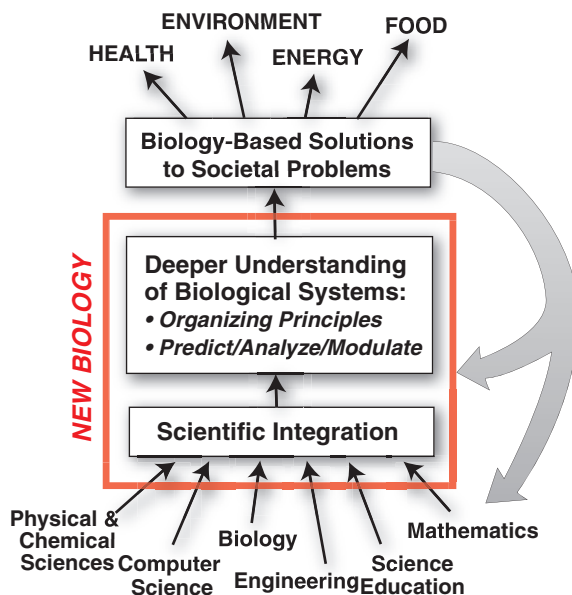 ENVIRONMENT
FOOD
HEALTH
ENERGY
Biology-Based Solutions
to Societal Problems
NEW BIOLOGY
Deeper Understanding
of Biological Systems:
• Organizing Principles
• Predict/Analyze/Modulate
Scientific Integration
Physical &
Chemical
Sciences
Computer
Science
Biology
Engineering
Science
Education
Mathematics